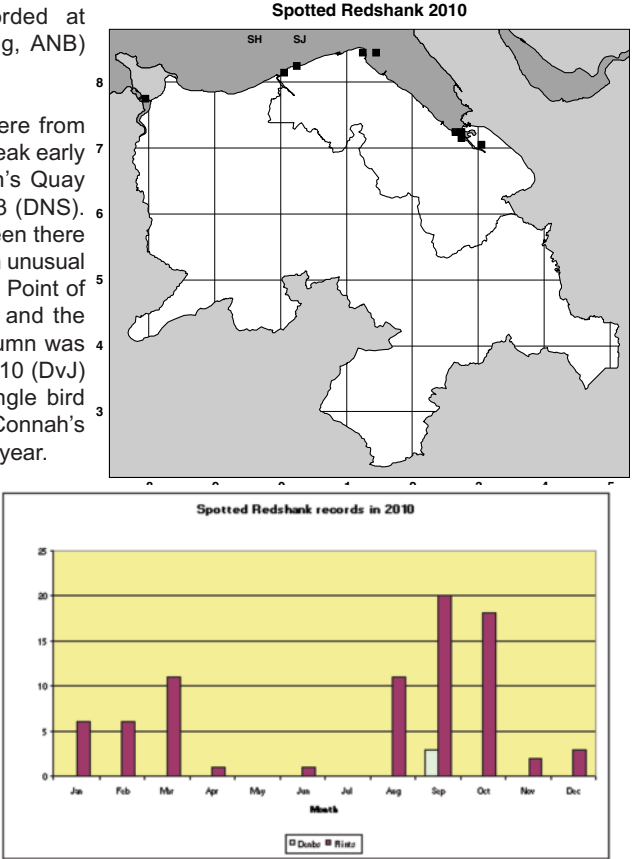 orded at
g, ANB)
ere from
eak early
n's Quay
3 (DNS).
een there
n unusual
Point of
and the
umn was
10 (DvJ)
ngle bird
Connah's
year.
Spotted Redshank 2010
SH SJ
8
7
6
5
4
3
Spotted Redshank records in 2010
25
20
15
10
5
0
Jan Feb Mar Apr May Jun Jul Aug Sep Oct Nov Dec
Month
Denbs Flints